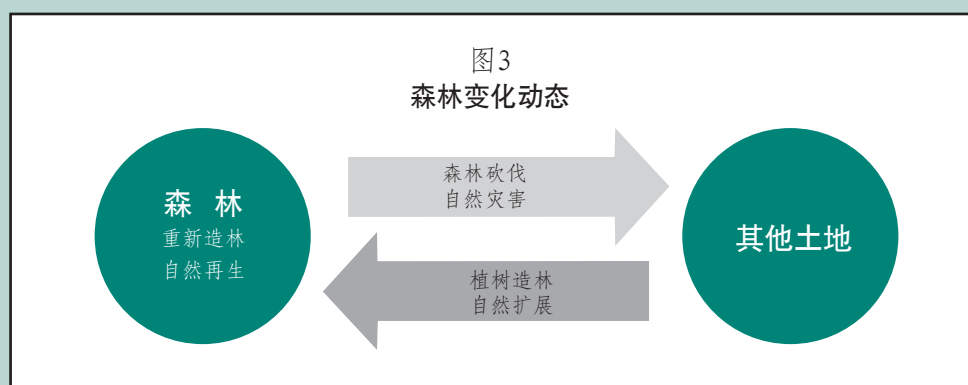 图3
森林变化动态
森林砍伐
自然灾害
森 林
重新造林
自然再生
其他土地
植树造林
自然扩展